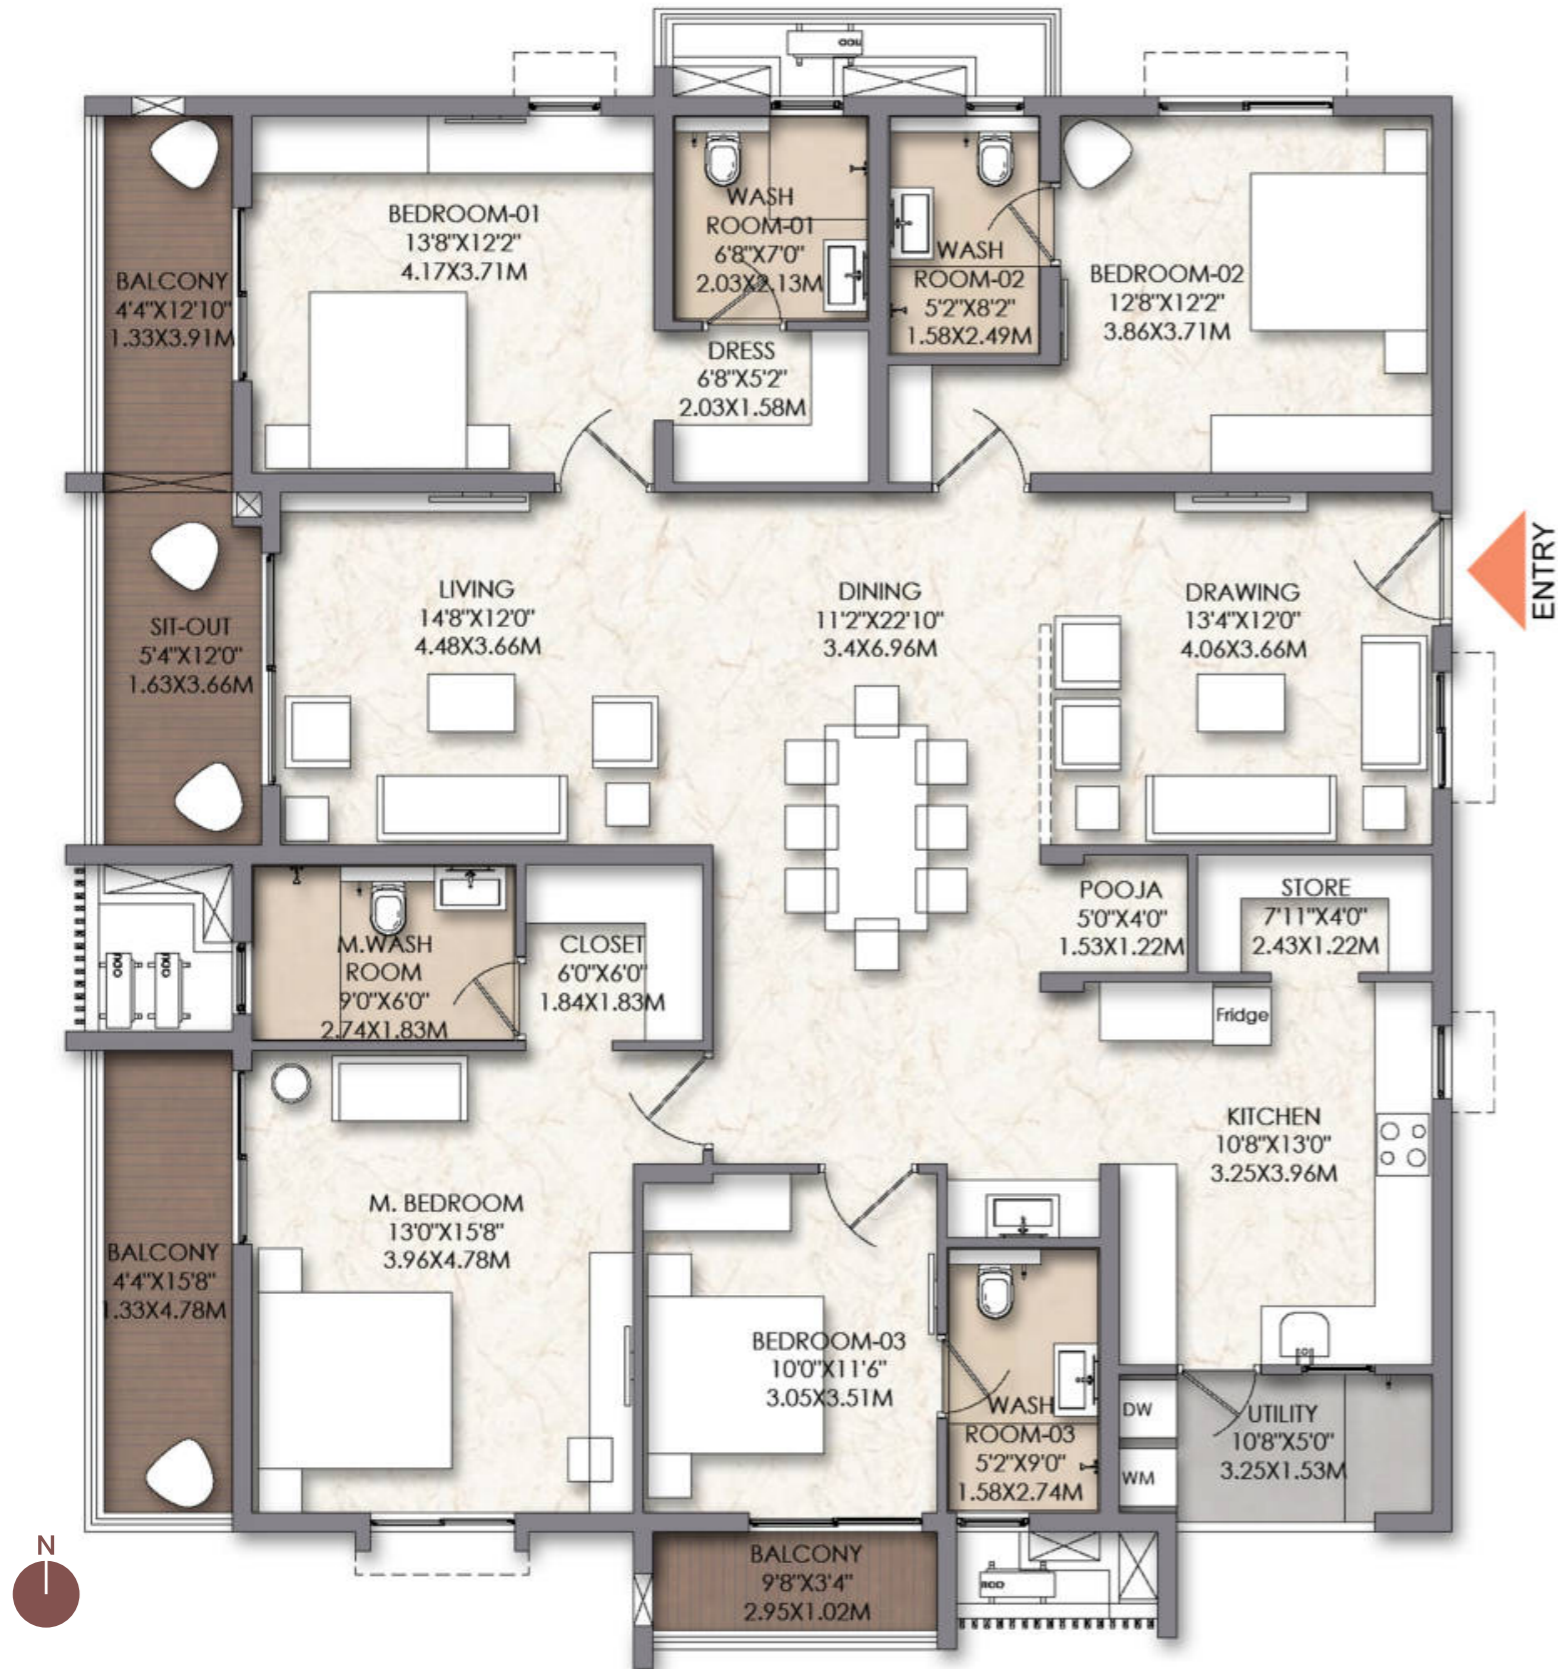 BEDROOM-01
13'8"X12'2"
4.17X3.71M
BALCONY
4'4"X12'10"
1.33X3.91M
WASH
ROOM-01
6'8"X7'0"
2.03X2.13M
WASH
ROOM-02
5'2"X8'2"
1.58X2.49M
BEDROOM-02
12'8"X12'2"
3.86X3.71M
DRESS
6'8"X5'2"
2.03X1.58M
ENTRY
LIVING
14'8"X12'0"
4.48X3.66M
DINING
11'2"X22'10"
3.4X6.96M
DRAWING
13'4"X12'0"
4.06X3.66M
SIT-OUT
5'4"X12'0"
1.63X3.66M
POOJA
5'0"X4'0"
1.53X1.22M
STORE
7'11"X4'0"
2.43X1.22M
M.WASH
ROOM
9'0"X6'0"
2.74X1.83M
CLOSET
6'0"X6'0"
1.84X1.83M
Fridge
KITCHEN
10'8"X13'0"
3.25X3.96M
M. BEDROOM
13'0"X15'8"
3.96X4.78M
BALCONY
4'4"X15'8"
1.33X4.78M
BEDROOM-03
10'0"X11'6"
3.05X3.51M
WASH
ROOM-03
5'2"X9'0"
1.58X2.74M
DW
WM
UTILITY
10'8"X5'0"
3.25X1.53M
BALCONY
9'8"X3'4"
2.95X1.02M
N